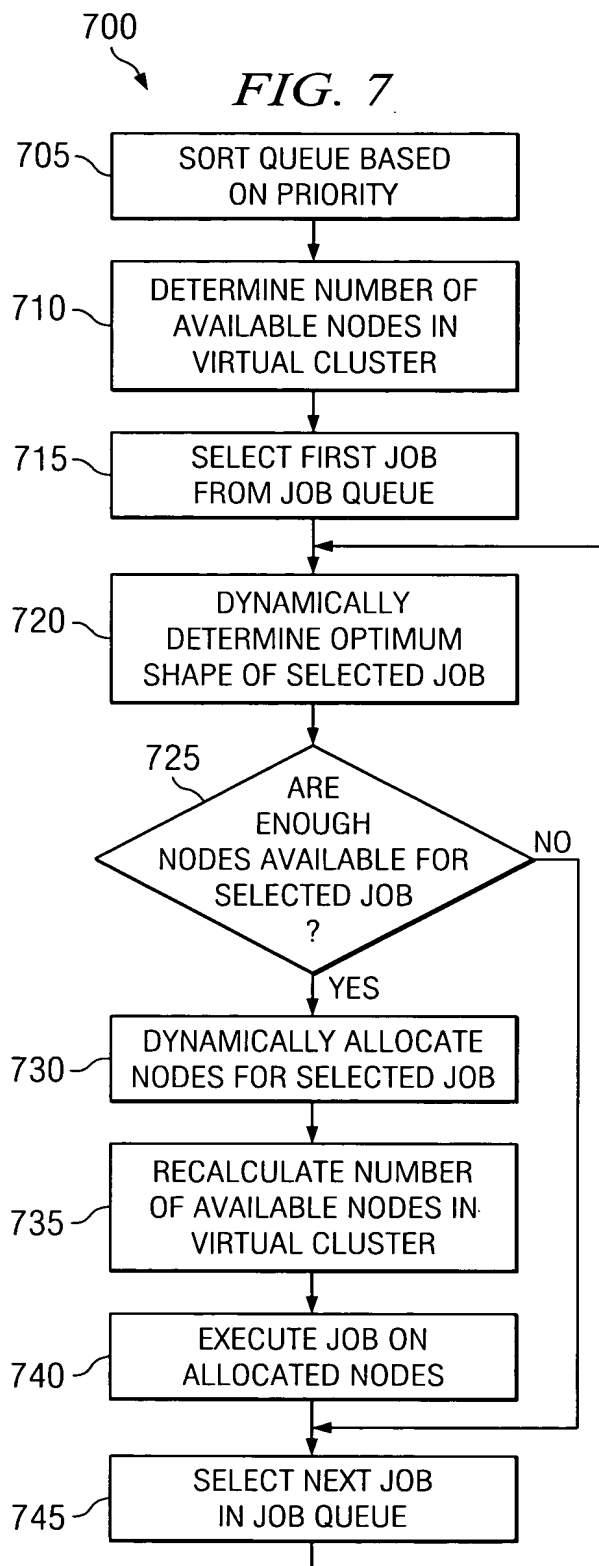 700
FIG. 7
705
SORT QUEUE BASED
ON PRIORITY
710
DETERMINE NUMBER OF
AVAILABLE NODES IN
VIRTUAL CLUSTER
715
SELECT FIRST JOB
FROM JOB QUEUE
720
DYNAMICALLY
DETERMINE OPTIMUM
SHAPE OF SELECTED JOB
725
ARE
ENOUGH
NODES AVAILABLE FOR
SELECTED JOB
?
NO
YES
730
DYNAMICALLY ALLOCATE
NODES FOR SELECTED JOB
735
RECALCULATE NUMBER
OF AVAILABLE NODES IN
VIRTUAL CLUSTER
740
EXECUTE JOB ON
ALLOCATED NODES
745
SELECT NEXT JOB
IN JOB QUEUE